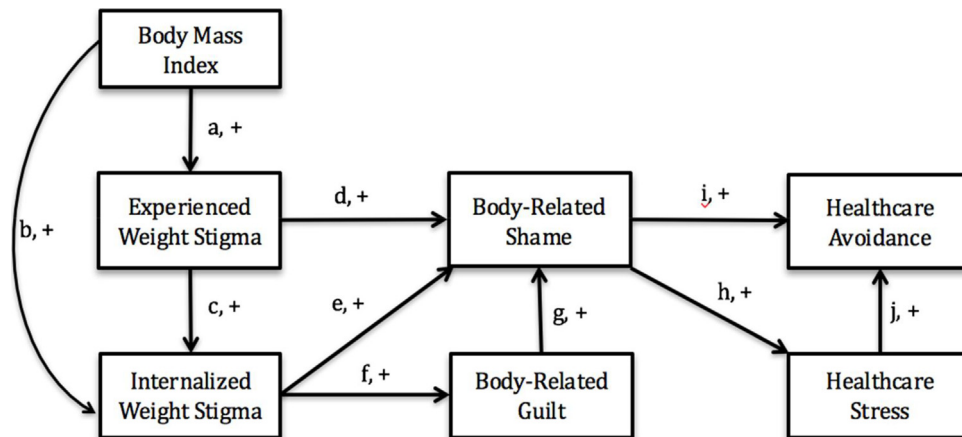 Body Mass
Index
a, +
b, +
Experienced
Weight Stigma
d, +
Body-Related
Shame
i, +
Healthcare
Avoidance
c, +
e, +
g, +
h, +
j, +
Internalized
Weight Stigma
f, +
Body-Related
Guilt
Healthcare
Stress